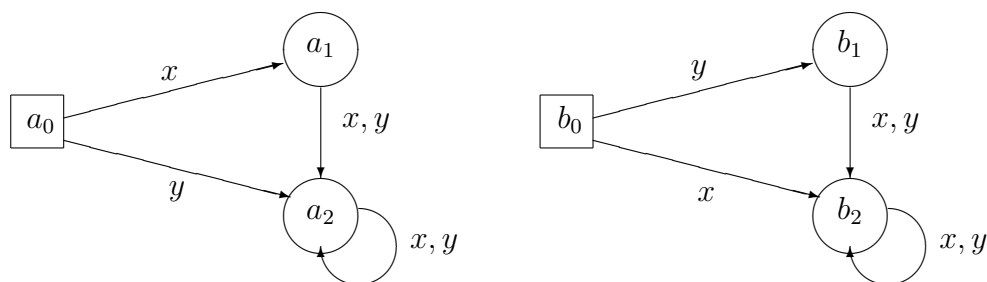 a₁
x
a₀
x, y
y
a₂
x, y
b₁
y
b₀
x, y
x
b₂
x, y